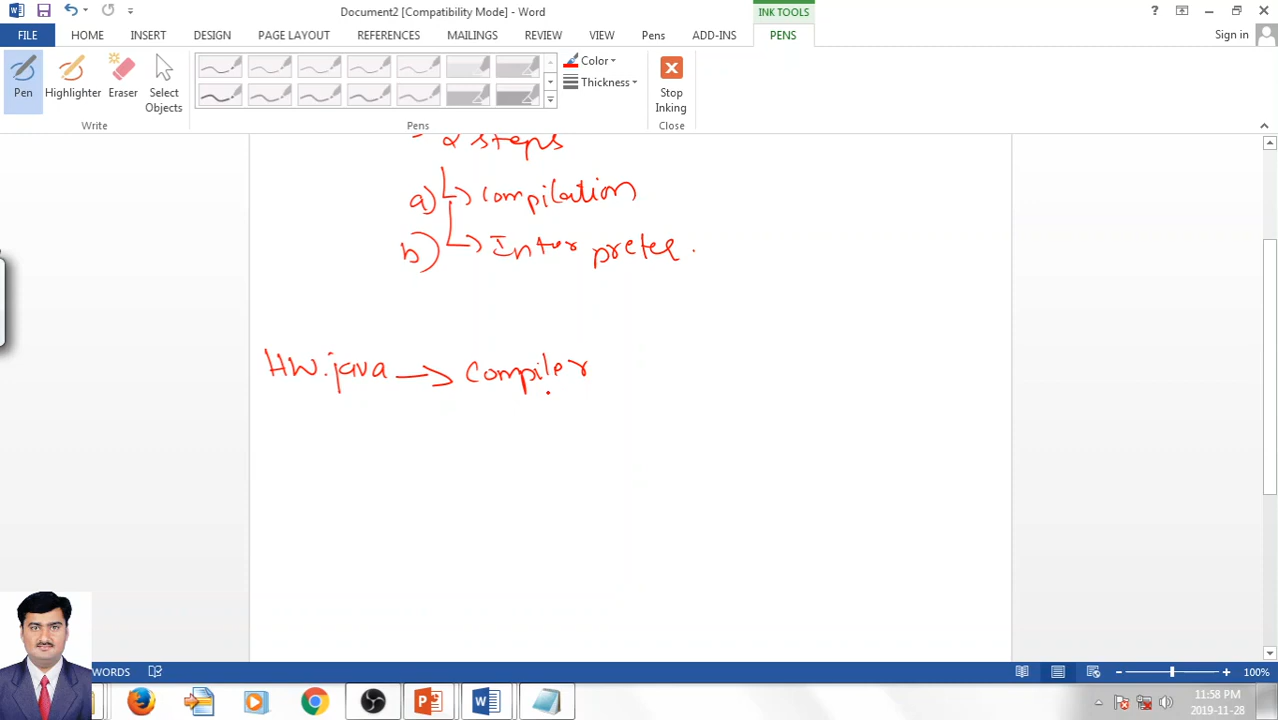 Document2 [Compatibility Mode] - Word
INK TOOLS
FILE HOME INSERT DESIGN PAGE LAYOUT REFERENCES MAILINGS REVIEW VIEW Pens ADD-INS PENS Sign in
Pen Highlighter Eraser Select Objects
Color
Thickness
Stop Inking
Write Pens Close
2 steps
a) compilation
b) Interpreter.
HW.java → Compiler
WORDS 100%
11:58 PM
2019-11-28